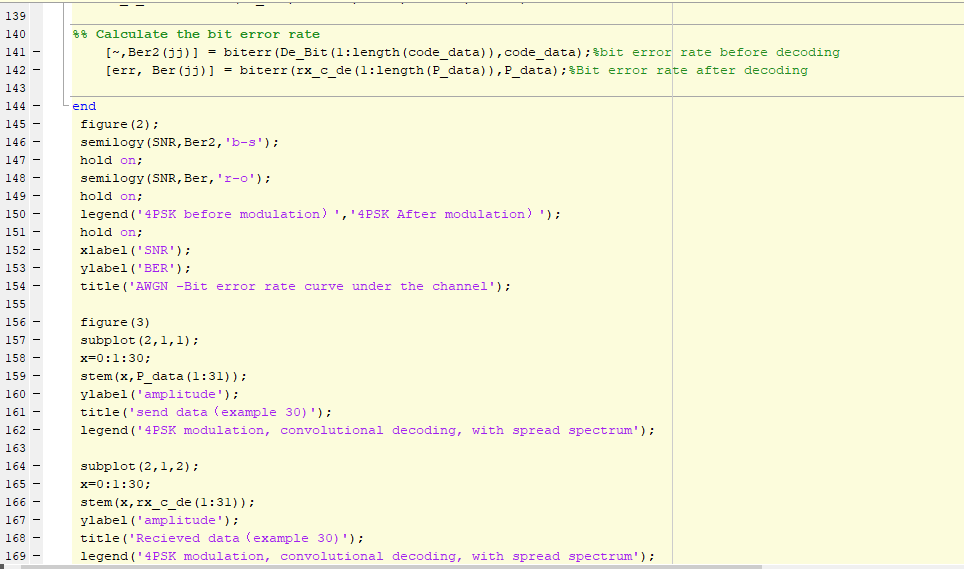 139
140 %% Calculate the bit error rate
141 – [~,Ber2(jj)] = biterr(De_Bit(1:length(code_data)),code_data);%bit error rate before decoding
142 – [err, Ber(jj)] = biterr(rx_c_de(1:length(P_data)),P_data);%Bit error rate after decoding
143
144 – end
145 – figure(2);
146 – semilogy(SNR,Ber2,'b-s');
147 – hold on;
148 – semilogy(SNR,Ber,'r-o');
149 – hold on;
150 – legend('4PSK before modulation）','4PSK After modulation）');
151 – hold on;
152 – xlabel('SNR');
153 – ylabel('BER');
154 – title('AWGN -Bit error rate curve under the channel');
155
156 – figure(3)
157 – subplot(2,1,1);
158 – x=0:1:30;
159 – stem(x,P_data(1:31));
160 – ylabel('amplitude');
161 – title('send data（example 30)');
162 – legend('4PSK modulation, convolutional decoding, with spread spectrum');
163
164 – subplot(2,1,2);
165 – x=0:1:30;
166 – stem(x,rx_c_de(1:31));
167 – ylabel('amplitude');
168 – title('Recieved data（example 30)');
169 – legend('4PSK modulation, convolutional decoding, with spread spectrum');